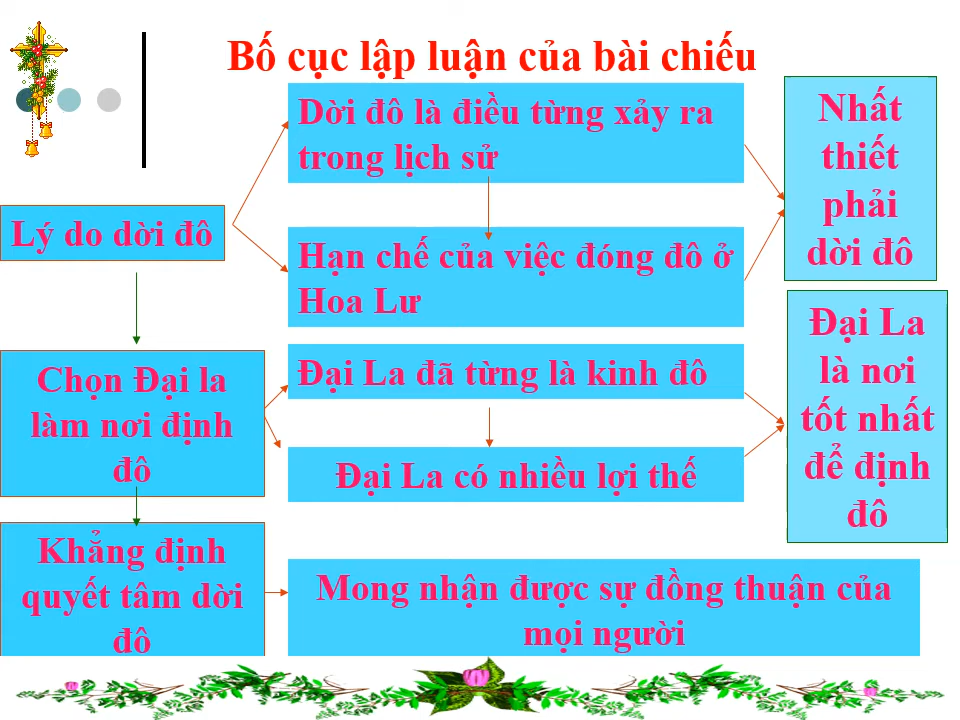 Bố cục lập luận của bài chiếu
Lý do dời đô
Dời đô là điều từng xảy ra
trong lịch sử
Hạn chế của việc đóng đô ở
Hoa Lư
Nhất
thiết
phải
dời đô
Chọn Đại la
làm nơi định
đô
Đại La đã từng là kinh đô
Đại La có nhiều lợi thế
Đại La
là nơi
tốt nhất
để định
đô
Khẳng định
quyết tâm dời
đô
Mong nhận được sự đồng thuận của
mọi người